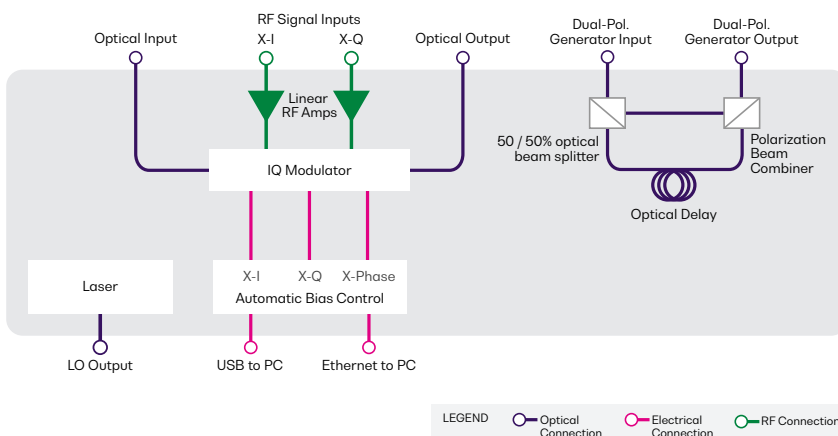 RF Signal Inputs
Optical Input
X-I
X-Q
Optical Output
Dual-Pol.
Generator Input
Dual-Pol.
Generator Output
Linear
RF Amps
50 / 50% optical
beam splitter
Polarization
Beam
Combiner
IQ Modulator
Optical Delay
X-I
X-Q
X-Phase
Automatic Bias Control
Laser
LO Output
USB to PC
Ethernet to PC
LEGEND
Optical
Connection
Electrical
Connection
RF Connection